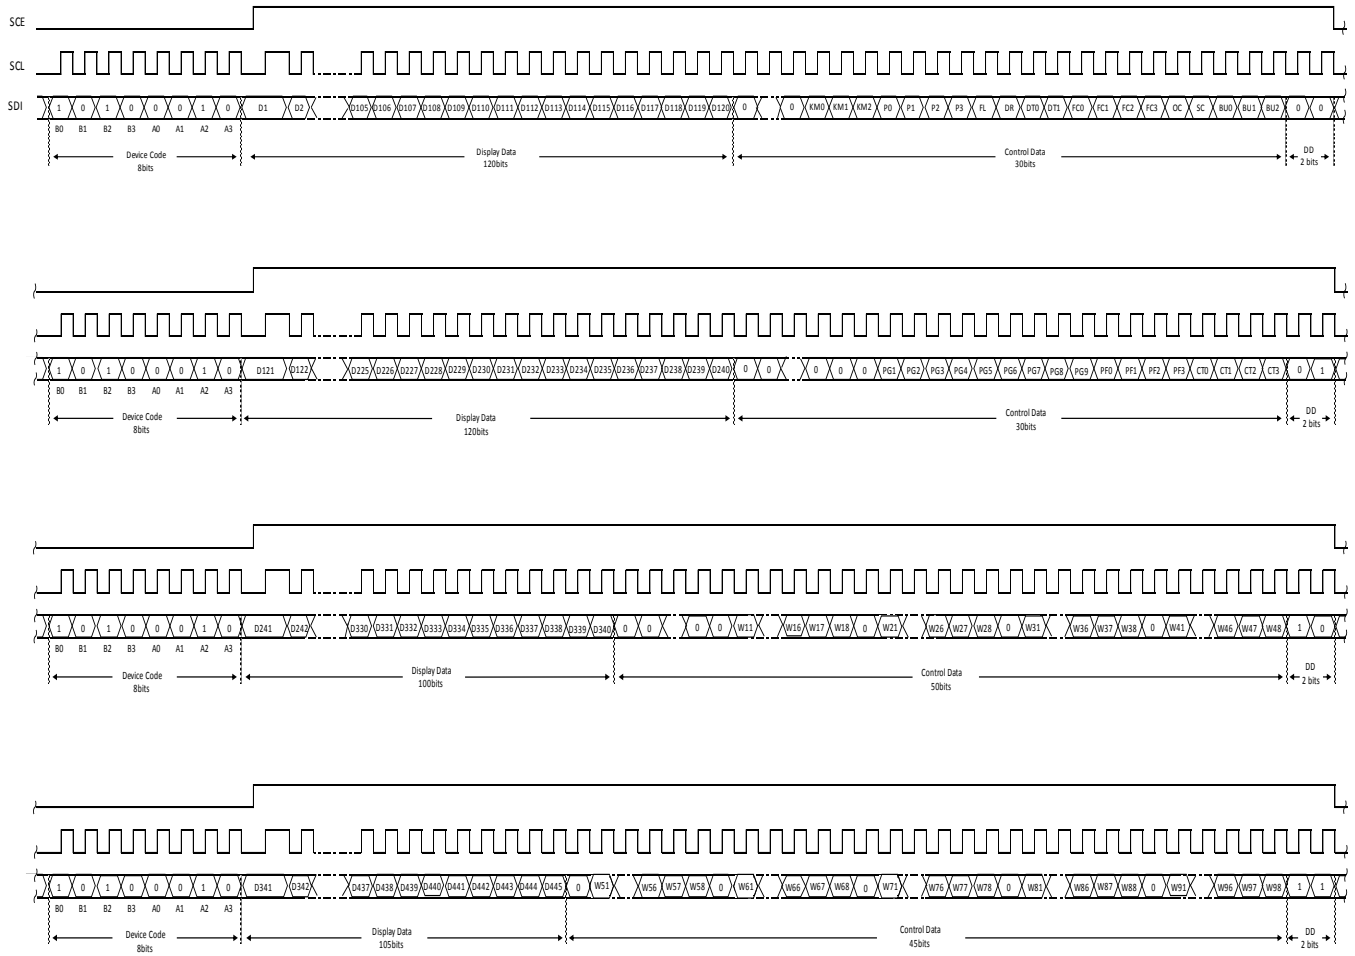 SCE
SCL
SDI 1 0 1 0 0 0 1 0 D1 D2 D105 D106 D107 D108 D109 D110 D111 D112 D113 D114 D115 D116 D117 D118 D119 D120 0 0 KM0 KM1 KM2 P0 P1 P2 P3 FL DR DT0 DT1 FC0 FC1 FC2 FC3 OC SC BU0 BU1 BU2 0 0
B0 B1 B2 B3 A0 A1 A2 A3
Device Code Display Data Control Data DD
8bits 120bits 30bits 2 bits
1 0 1 0 0 0 1 0 D121 D122 D225 D226 D227 D228 D229 D230 D231 D232 D233 D234 D235 D236 D237 D238 D239 D240 0 0 0 0 0 PG1 PG2 PG3 PG4 PG5 PG6 PG7 PG8 PG9 PF0 PF1 PF2 PF3 CT0 CT1 CT2 CT3 0 1
B0 B1 B2 B3 A0 A1 A2 A3
Device Code Display Data Control Data DD
8bits 120bits 30bits 2 bits
1 0 1 0 0 0 1 0 D241 D242 D330 D331 D332 D333 D334 D335 D336 D337 D338 D339 D340 0 0 0 0 W11 W16 W17 W18 0 W21 W26 W27 W28 0 W31 W36 W37 W38 0 W41 W46 W47 W48 1 0
B0 B1 B2 B3 A0 A1 A2 A3
Device Code Display Data Control Data DD
8bits 100bits 50bits 2 bits
1 0 1 0 0 0 1 0 D341 D342 D437 D438 D439 D440 D441 D442 D443 D444 D445 0 W51 W56 W57 W58 0 W61 W66 W67 W68 0 W71 W76 W77 W78 0 W81 W86 W87 W88 0 W91 W96 W97 W98 1 1
B0 B1 B2 B3 A0 A1 A2 A3
Device Code Display Data Control Data DD
8bits 105bits 45bits 2 bits